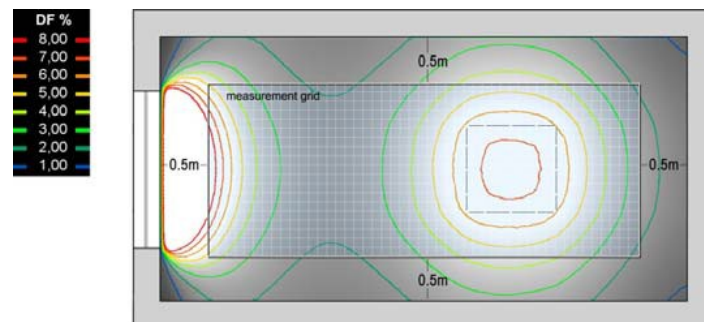 DF %
8,00
7,00
6,00
5,00
4,00
3,00
2,00
1,00
0.5m
measurement grid
0.5m
0.5m
0.5m